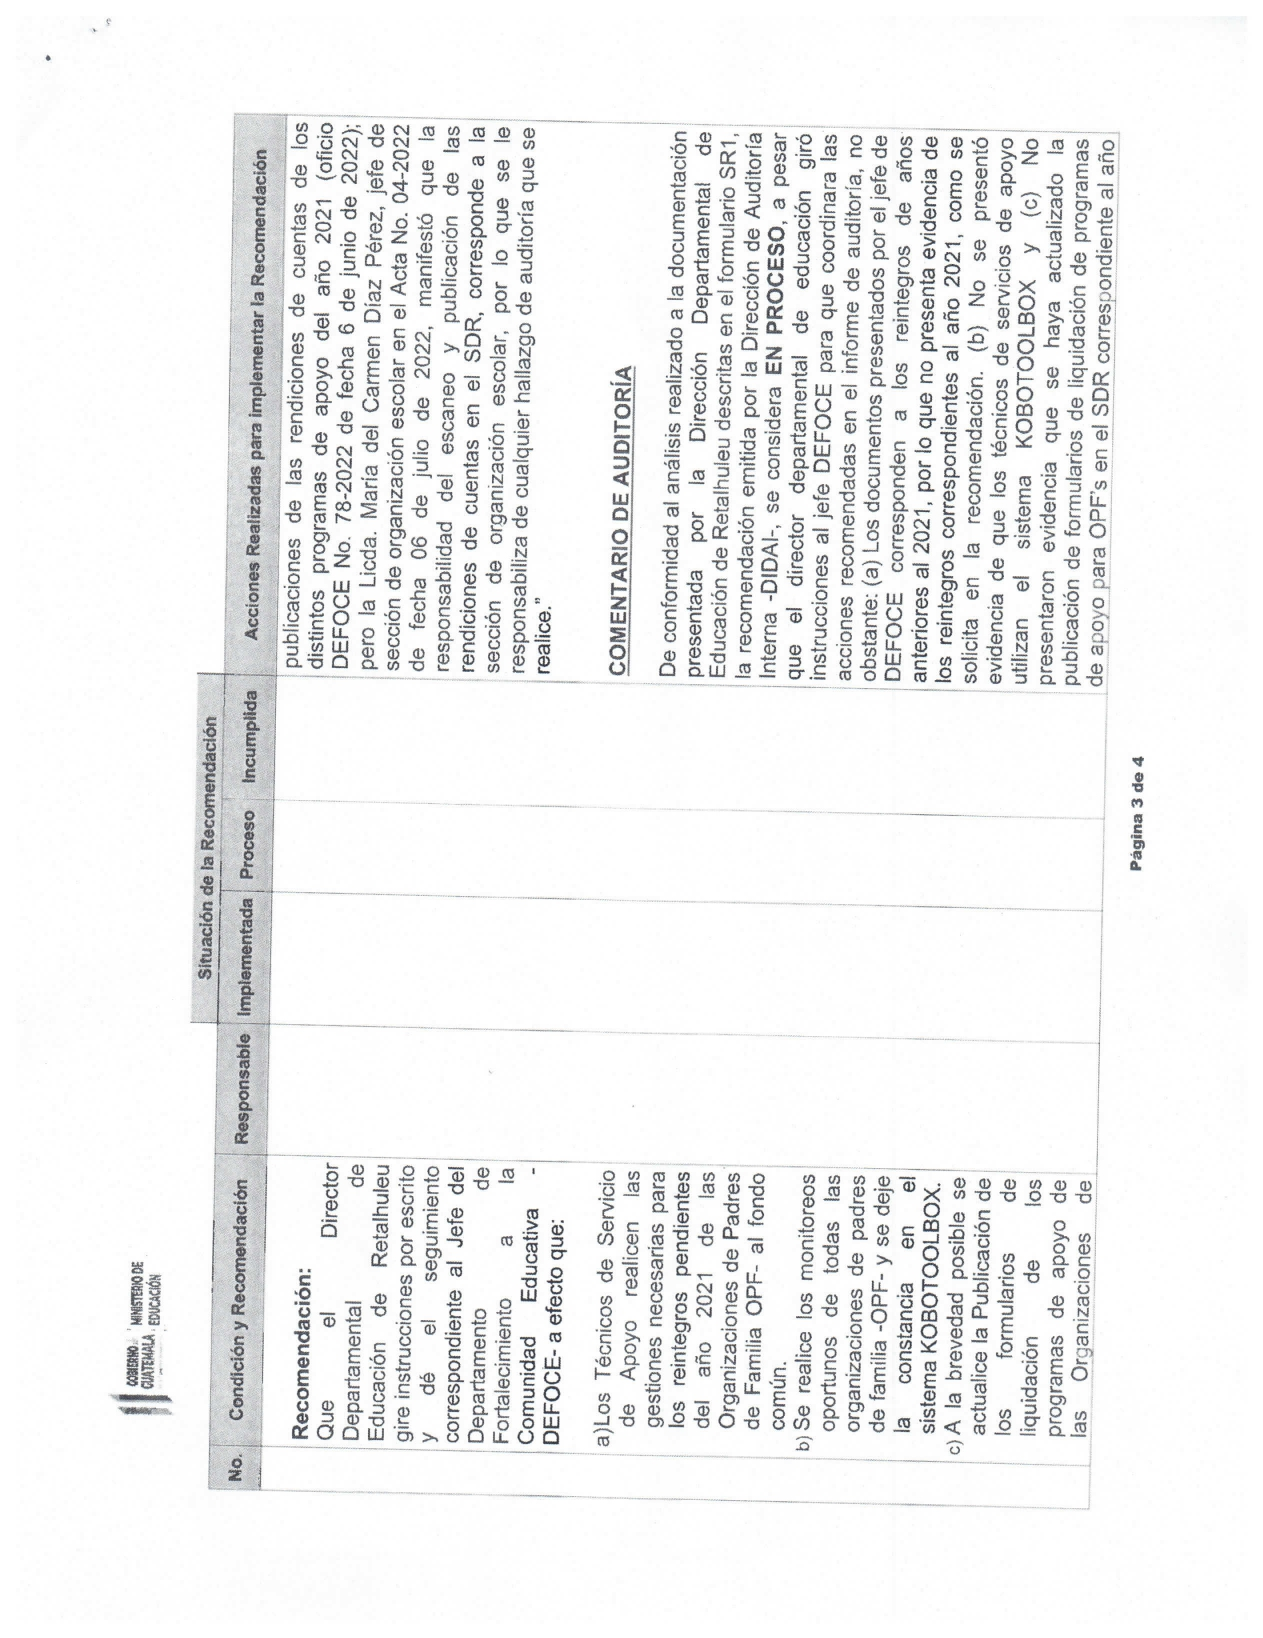 GOBIERNO DE MINISTERIO DE
GUATEMALA EDUCACIÓN
Situación de la Recomendación
No. Condición y Recomendación Responsable Implementada Proceso Incumplida Acciones Realizadas para implementar la Recomendación
Recomendación:
Que el Director
Departamental de
Educación de Retalhuleu
gire instrucciones por escrito
y dé el seguimiento
correspondiente al Jefe del
Departamento de
Fortalecimiento a la
Comunidad Educativa -
DEFOCE- a efecto que:
a) Los Técnicos de Servicio
de Apoyo realicen las
gestiones necesarias para
los reintegros pendientes
del año 2021 de las
Organizaciones de Padres
de Familia OPF- al fondo
común.
b) Se realice los monitoreos
oportunos de todas las
organizaciones de padres
de familia -OPF- y se deje
la constancia en el
sistema KOBOTOOLBOX.
c) A la brevedad posible se
actualice la Publicación de
los formularios de
liquidación de los
programas de apoyo de
las Organizaciones de
publicaciones de las rendiciones de cuentas de los
distintos programas de apoyo del año 2021 (oficio
DEFOCE No. 78-2022 de fecha 6 de junio de 2022);
pero la Licda. María del Carmen Díaz Pérez, jefe de
sección de organización escolar en el Acta No. 04-2022
de fecha 06 de julio de 2022, manifestó que la
responsabilidad del escaneo y publicación de las
rendiciones de cuentas en el SDR, corresponde a la
sección de organización escolar, por lo que se le
responsabiliza de cualquier hallazgo de auditoría que se
realice.”
COMENTARIO DE AUDITORÍA
De conformidad al análisis realizado a la documentación
presentada por la Dirección Departamental de
Educación de Retalhuleu descritas en el formulario SR1,
la recomendación emitida por la Dirección de Auditoría
Interna -DIDAI-, se considera EN PROCESO, a pesar
que el director departamental de educación giró
instrucciones al jefe DEFOCE para que coordinara las
acciones recomendadas en el informe de auditoría, no
obstante: (a) Los documentos presentados por el jefe de
DEFOCE corresponden a los reintegros de años
anteriores al 2021, por lo que no presenta evidencia de
los reintegros correspondientes al año 2021, como se
solicita en la recomendación. (b) No se presentó
evidencia de que los técnicos de servicios de apoyo
utilizan el sistema KOBOTOOLBOX y (c) No
presentaron evidencia que se haya actualizado la
publicación de formularios de liquidación de programas
de apoyo para OPF's en el SDR correspondiente al año
Página 3 de 4